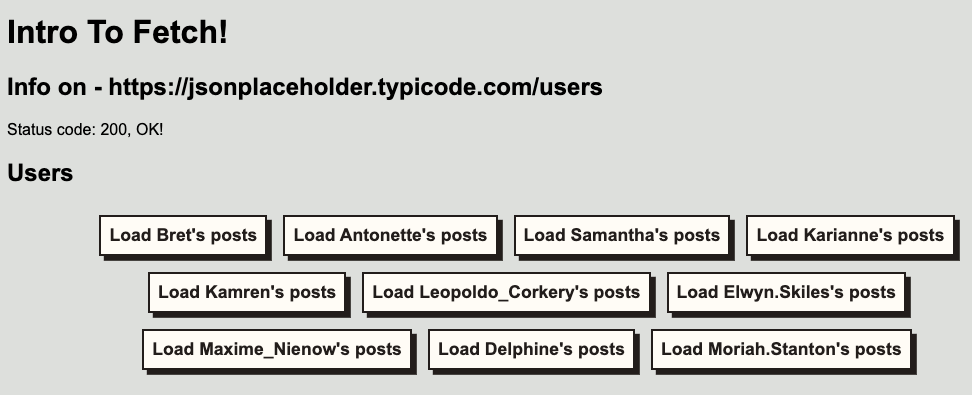 Intro To Fetch!
Info on - https://jsonplaceholder.typicode.com/users
Status code: 200, OK!
Users
Load Bret's posts Load Antonette's posts Load Samantha's posts Load Karianne's posts
Load Kamren's posts Load Leopoldo_Corkery's posts Load Elwyn.Skiles's posts
Load Maxime_Nienow's posts Load Delphine's posts Load Moriah.Stanton's posts